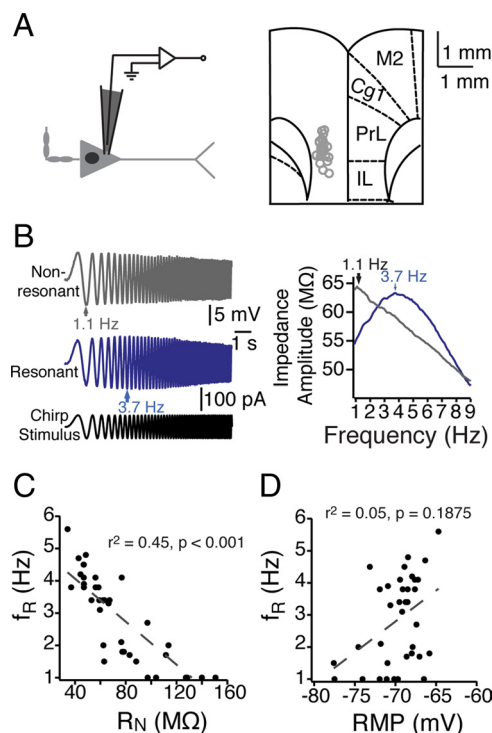 A
M2
Cg1
PrL
IL
1 mm
1 mm
B
Non-
resonant
1.1 Hz
5 mV
1 s
Resonant
3.7 Hz
100 pA
Chirp
Stimulus
1.1 Hz
3.7 Hz
Impedance
Amplitude (MΩ)
65
60
55
50
1 2 3 4 5 6 7 8 9
Frequency (Hz)
C
r² = 0.45, p < 0.001
fR (Hz)
6
5
4
3
2
1
40 80 120 160
RN (MΩ)
D
r² = 0.05, p = 0.1875
fR (Hz)
6
5
4
3
2
1
-80 -75 -70 -65 -60
RMP (mV)